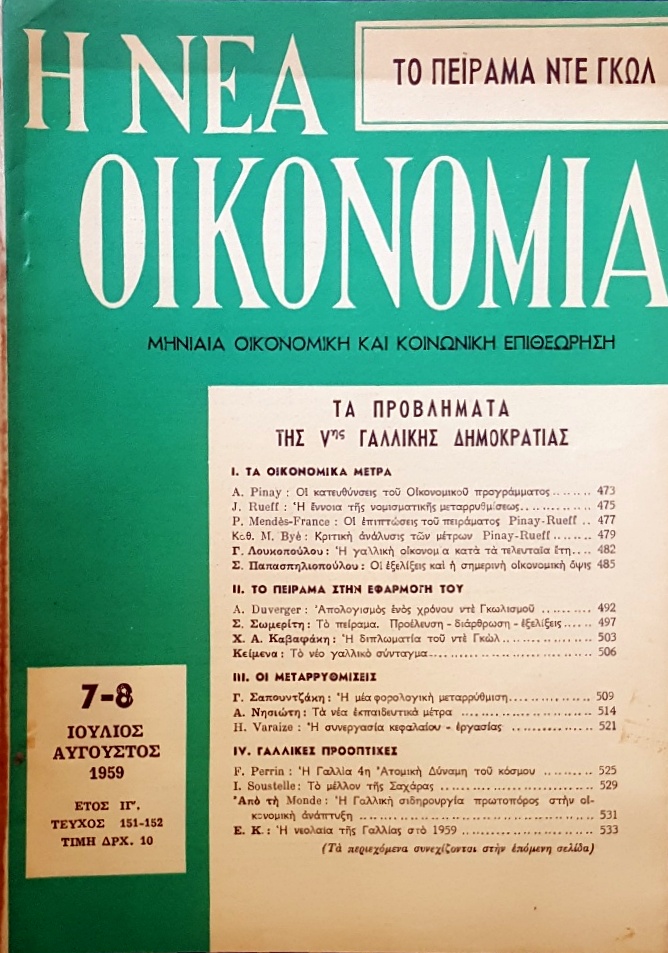 Η ΝΕΑ
ΤΟ ΠΕΙΡΑΜΑ ΝΤΕ ΓΚΩΛ
ΟΙΚΟΝΟΜΙΑ
ΜΗΝΙΑΙΑ ΟΙΚΟΝΟΜΙΚΗ ΚΑΙ ΚΟΙΝΩΝΙΚΗ ΕΠΙΘΕΩΡΗΣΗ
ΤΑ ΠΡΟΒΛΗΜΑΤΑ
ΤΗΣ Vης ΓΑΛΛΙΚΗΣ ΔΗΜΟΚΡΑΤΙΑΣ
I. ΤΑ ΟΙΚΟΝΟΜΙΚΑ ΜΕΤΡΑ
A. Pinay : Οἱ κατευθύνσεις τοῦ Οἰκονομικοῦ προγράμματος ........ 473
J. Rueff : Ἡ ἔννοια τῆς νομισματικῆς μεταρρυθμίσεως ............ 475
P. Mendès-France : Οἱ ἐπιπτώσεις τοῦ πειράματος Pinay-Rueff .. 477
Καθ. M. Byè : Κριτικὴ ἀνάλυσις τῶν μέτρων Pinay-Rueff ...... 479
Γ. Λουκοπούλου : Ἡ γαλλικὴ οἰκονομία κατὰ τὰ τελευταῖα ἔτη .... 482
Σ. Παπασπηλιοπούλου : Οἱ ἐξελίξεις καὶ ἡ σημερινὴ οἰκονομικὴ ὄψις 485
II. ΤΟ ΠΕΙΡΑΜΑ ΣΤΗΝ ΕΦΑΡΜΟΓΗ ΤΟΥ
A. Duverger : Ἀπολογισμὸς ἑνὸς χρόνου ντὲ Γκωλισμοῦ .......... 492
Σ. Σωμερίτη : Τὸ πείραμα. Προέλευση - διάρθρωση - ἐξελίξεις .... 497
Χ. Α. Καβαφάκη : Ἡ διπλωματία τοῦ ντὲ Γκὼλ .................. 503
Κείμενα : Τὸ νέο γαλλικὸ σύνταγμα ............................ 506
III. ΟΙ ΜΕΤΑΡΡΥΘΜΙΣΕΙΣ
Γ. Σαπουντζάκη : Ἡ μέα φορολογικὴ μεταρρύθμιση ................ 509
Α. Νησιώτη : Τὰ νέα ἐκπαιδευτικὰ μέτρα ...................... 514
H. Varaize : Ἡ συνεργασία κεφαλαίου - ἐργασίας ................ 521
IV. ΓΑΛΛΙΚΕΣ ΠΡΟΟΠΤΙΚΕΣ
F. Perrin : Ἡ Γαλλία 4η Ἀτομικὴ Δύναμη τοῦ κόσμου .......... 525
I. Soustelle : Τὸ μέλλον τῆς Σαχάρας .......................... 529
Ἀπὸ τὴ Monde : Ἡ Γαλλικὴ σιδηρουργία πρωτοπόρος στὴν οἰ-
κονομικὴ ἀνάπτυξη .................................. 531
Ε. Κ. : Ἡ νεολαία τῆς Γαλλίας στὸ 1959 ...................... 533
(Τὰ περιεχόμενα συνεχίζονται στὴν ἑπόμενη σελίδα)
7-8
ΙΟΥΛΙΟΣ
ΑΥΓΟΥΣΤΟΣ
1959
ΕΤΟΣ ΙΓ'.
ΤΕΥΧΟΣ 151-152
ΤΙΜΗ ΔΡΧ. 10